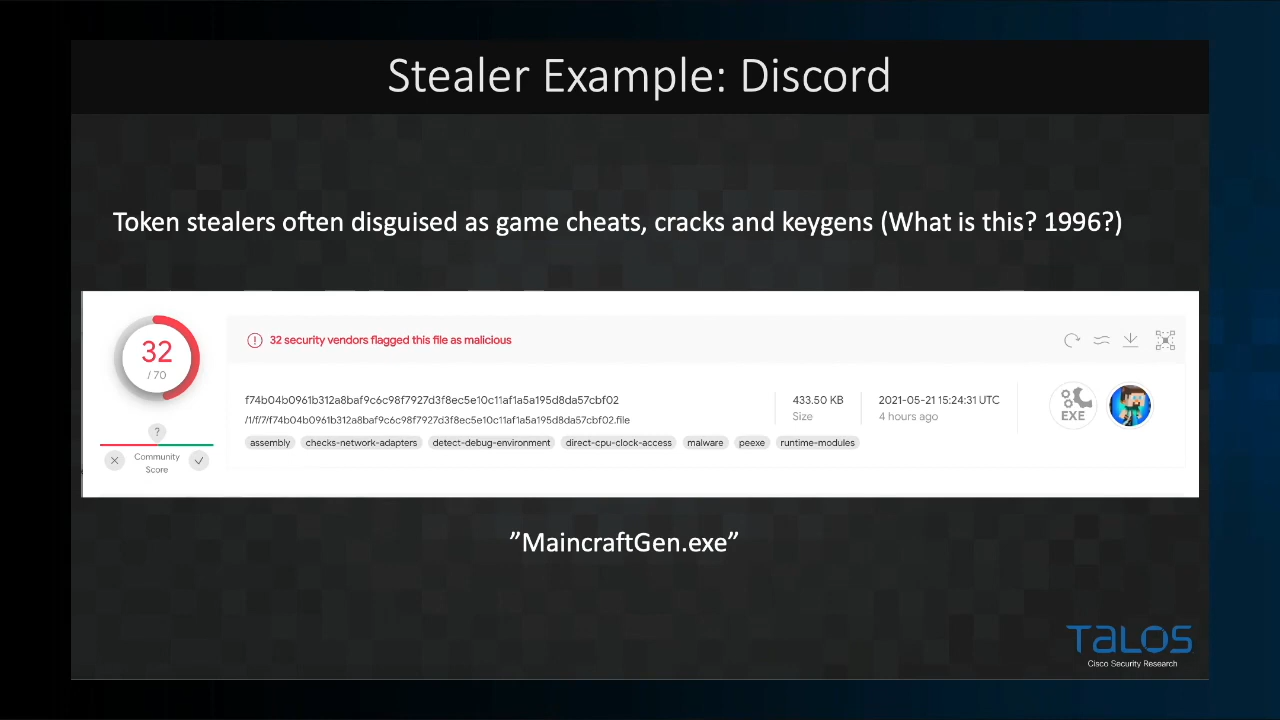 Stealer Example: Discord
Token stealers often disguised as game cheats, cracks and keygens (What is this? 1996?)
32
/ 70
?
Community
Score
32 security vendors flagged this file as malicious
f74b04b0961b312a8baf9c6c98f7927d3f8ec5e10c11af1a5a195d8da57cbf02
/1/f/7/f74b04b0961b312a8baf9c6c98f7927d3f8ec5e10c11af1a5a195d8da57cbf02.file
assembly checks-network-adapters detect-debug-environment direct-cpu-clock-access malware peexe runtime-modules
433.50 KB
Size
2021-05-21 15:24:31 UTC
4 hours ago
EXE
”MaincraftGen.exe”
TALOS
Cisco Security Research